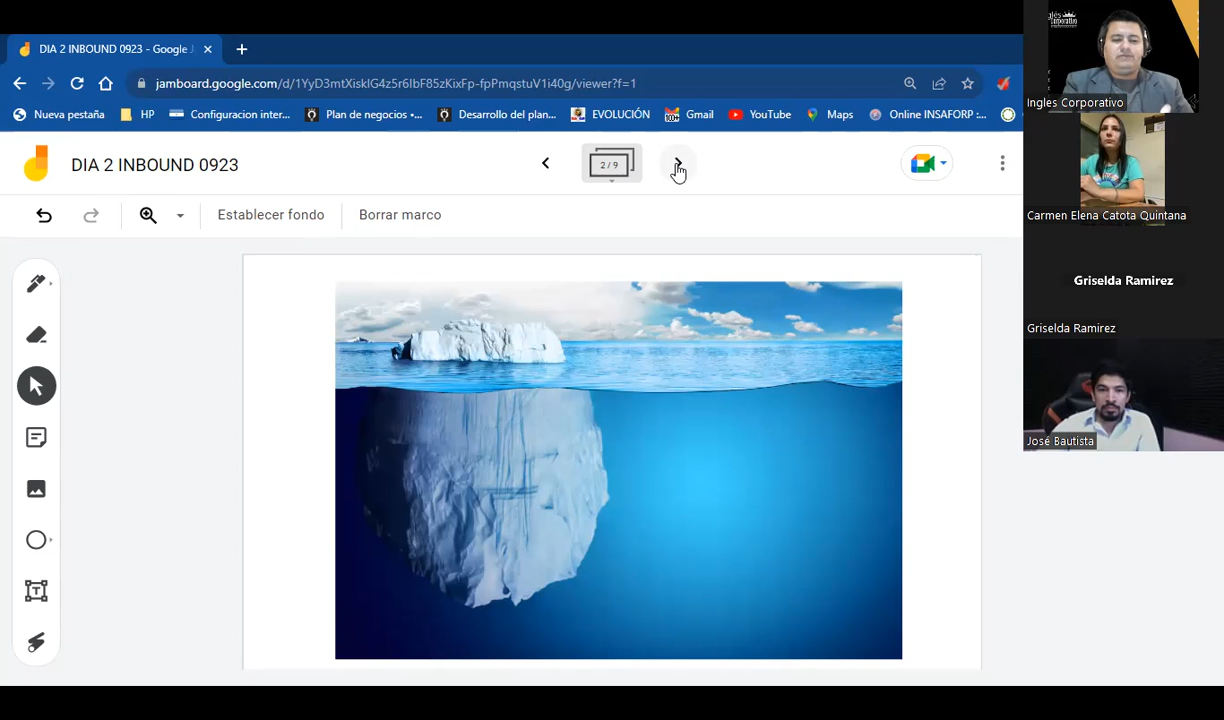 DIA 2 INBOUND 0923 - Google J
jamboard.google.com/d/1YyD3mtXisklG4z5r6IbF85zKixFp-fpPmqstuV1i40g/viewer?f=1
Nueva pestaña
HP
Configuracion inter...
Plan de negocios •...
Desarrollo del plan...
EVOLUCIÓN
Gmail
YouTube
Maps
Online INSAFORP :...
DIA 2 INBOUND 0923
2 / 9
Establecer fondo
Borrar marco
Ingles Corporativo
Carmen Elena Catota Quintana
Griselda Ramirez
Griselda Ramirez
José Bautista